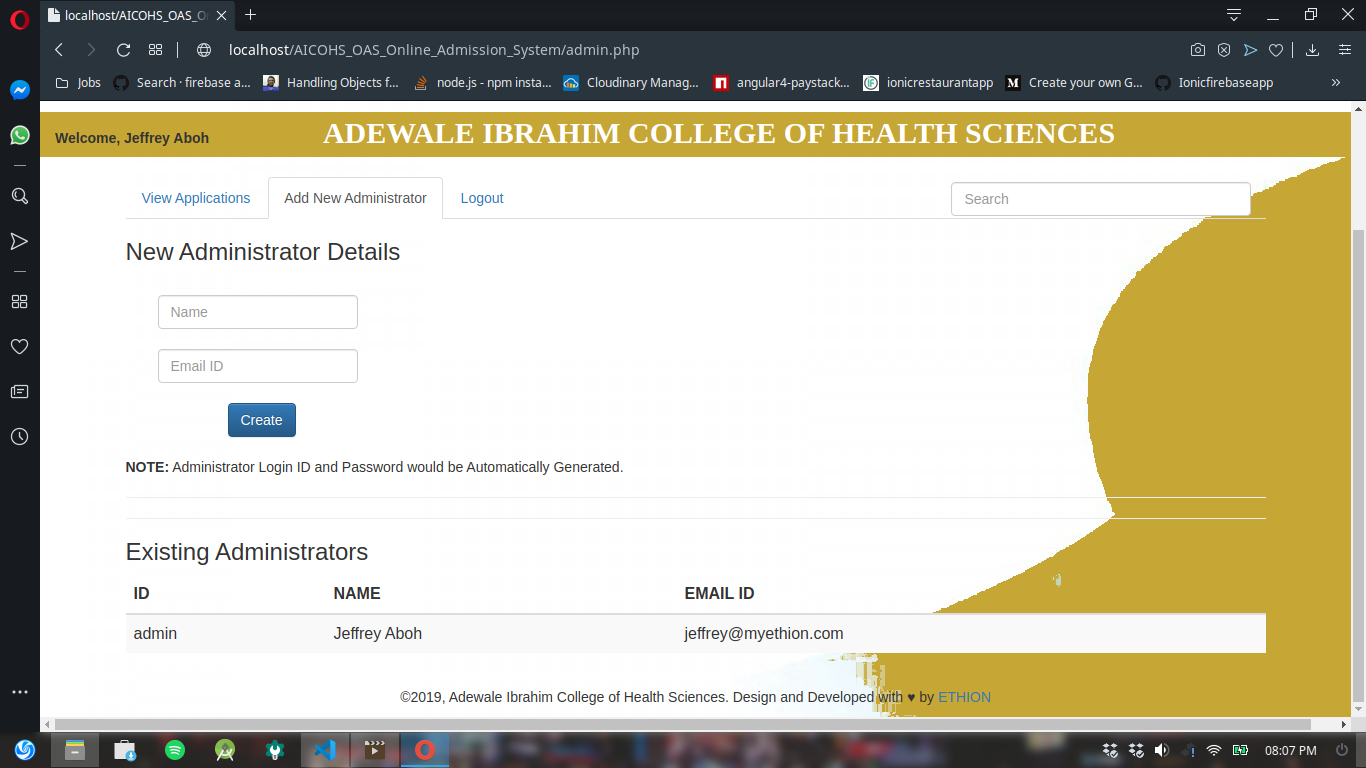 localhost/AICOHS_OAS_O
localhost/AICOHS_OAS_Online_Admission_System/admin.php
Jobs
Search · firebase a...
Handling Objects f...
node.js - npm insta...
Cloudinary Manag...
angular4-paystack...
ionicrestaurantapp
Create your own G...
Ionicfirebaseapp
»
Welcome, Jeffrey Aboh
ADEWALE IBRAHIM COLLEGE OF HEALTH SCIENCES
View Applications
Add New Administrator
Logout
Search
New Administrator Details
Name
Email ID
Create
NOTE: Administrator Login ID and Password would be Automatically Generated.
Existing Administrators
ID NAME EMAIL ID
admin Jeffrey Aboh jeffrey@myethion.com
©2019, Adewale Ibrahim College of Health Sciences. Design and Developed with ♥ by ETHION
08:07 PM